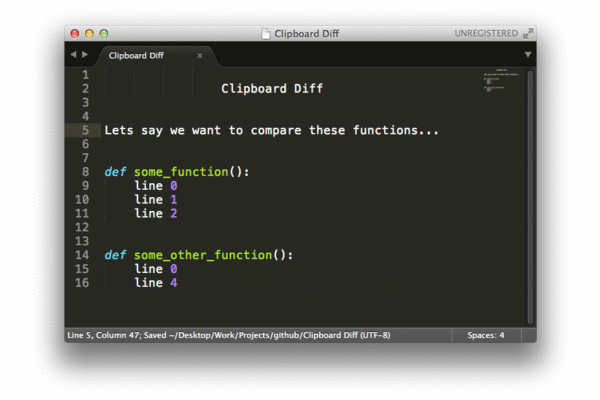 Clipboard Diff
UNREGISTERED
Clipboard Diff ×
1
2 Clipboard Diff
3
4
5 Lets say we want to compare these functions...
6
7
8 def some_function():
9 line 0
10 line 1
11 line 2
12
13
14 def some_other_function():
15 line 0
16 line 4
Line 5, Column 47; Saved ~/Desktop/Work/Projects/github/Clipboard Diff (UTF-8)
Spaces: 4